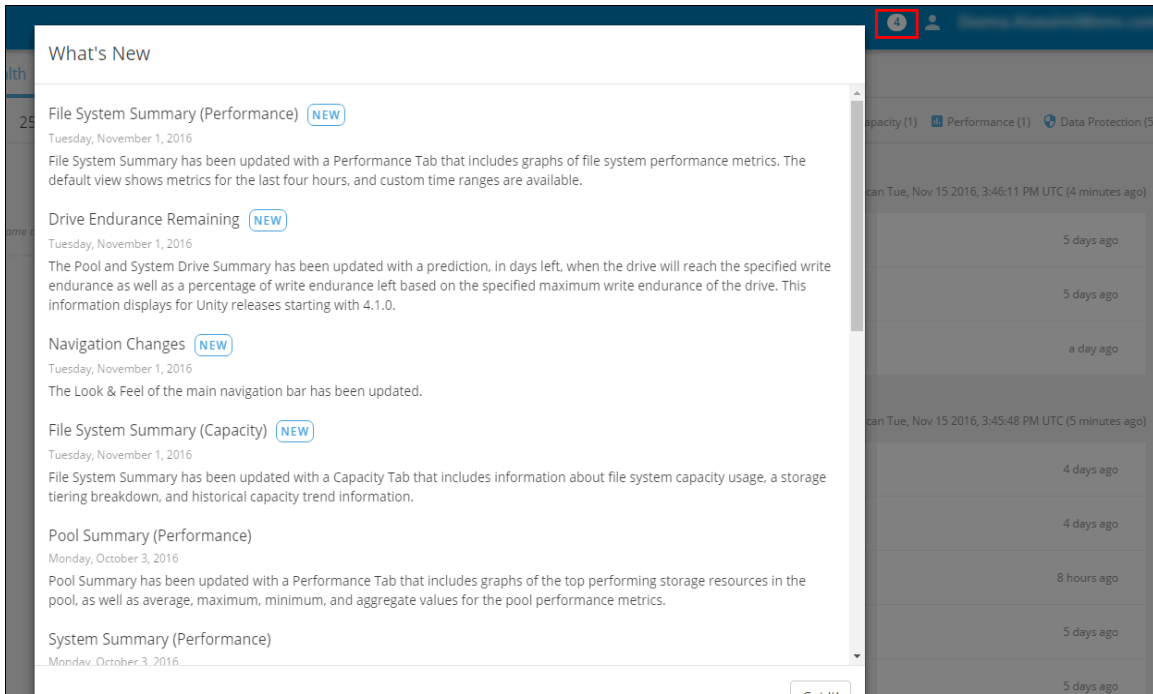 4
What's New
lth
25
File System Summary (Performance) NEW
Tuesday, November 1, 2016
File System Summary has been updated with a Performance Tab that includes graphs of file system performance metrics. The
default view shows metrics for the last four hours, and custom time ranges are available.
Drive Endurance Remaining NEW
Tuesday, November 1, 2016
The Pool and System Drive Summary has been updated with a prediction, in days left, when the drive will reach the specified write
endurance as well as a percentage of write endurance left based on the specified maximum write endurance of the drive. This
information displays for Unity releases starting with 4.1.0.
Navigation Changes NEW
Tuesday, November 1, 2016
The Look & Feel of the main navigation bar has been updated.
File System Summary (Capacity) NEW
Tuesday, November 1, 2016
File System Summary has been updated with a Capacity Tab that includes information about file system capacity usage, a storage
tiering breakdown, and historical capacity trend information.
Pool Summary (Performance)
Monday, October 3, 2016
Pool Summary has been updated with a Performance Tab that includes graphs of the top performing storage resources in the
pool, as well as average, maximum, minimum, and aggregate values for the pool performance metrics.
System Summary (Performance)
Monday, October 3, 2016
apacity (1) Performance (1) Data Protection (5
can Tue, Nov 15 2016, 3:46:11 PM UTC (4 minutes ago)
5 days ago
5 days ago
a day ago
can Tue, Nov 15 2016, 3:45:48 PM UTC (5 minutes ago)
4 days ago
4 days ago
8 hours ago
5 days ago
5 days ago